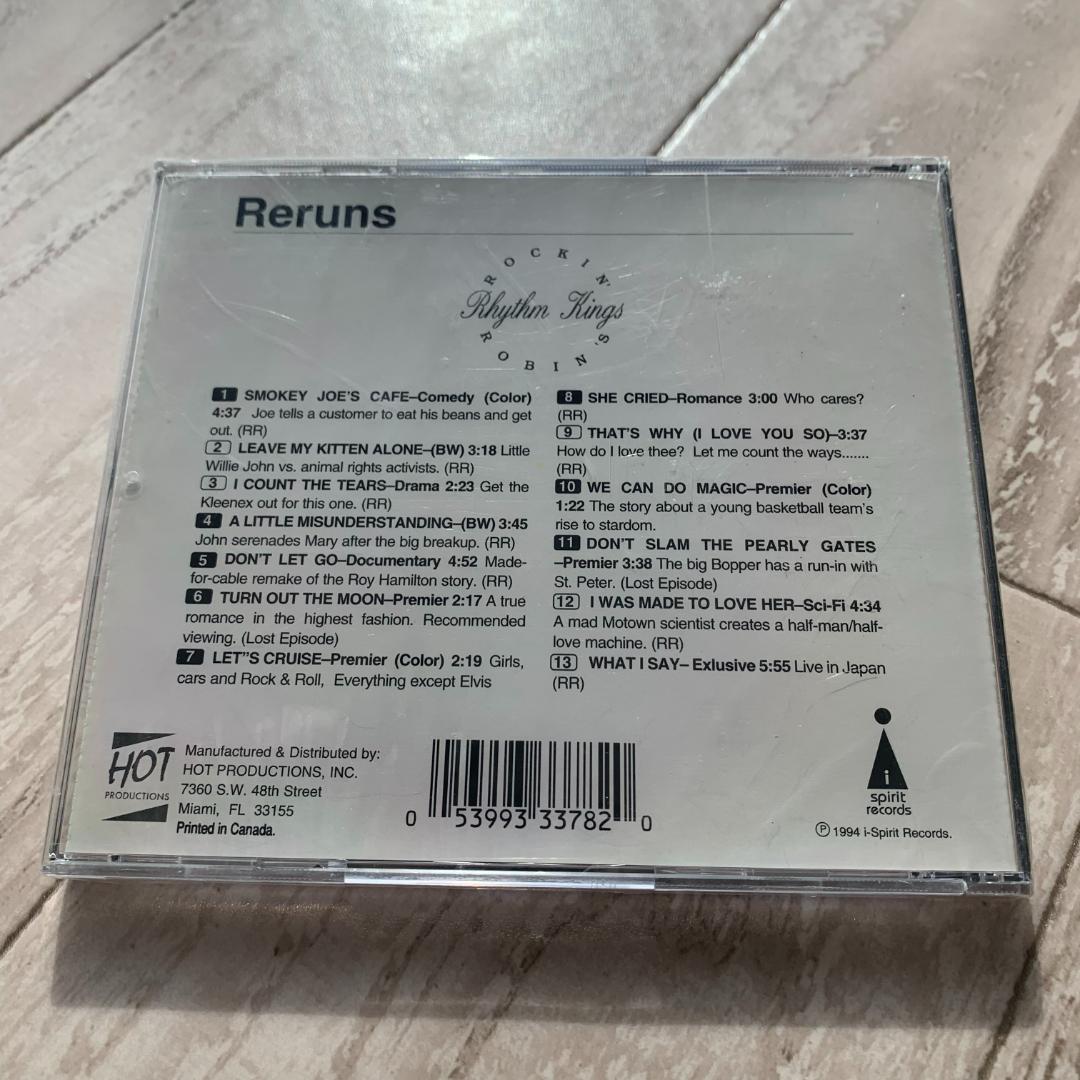 Reruns
ROCKIN'
Rhythm Kings
ROBIN'S
1 SMOKEY JOE'S CAFE–Comedy (Color)
4:37 Joe tells a customer to eat his beans and get
out. (RR)
2 LEAVE MY KITTEN ALONE–(BW) 3:18 Little
Willie John vs. animal rights activists. (RR)
3 I COUNT THE TEARS–Drama 2:23 Get the
Kleenex out for this one. (RR)
4 A LITTLE MISUNDERSTANDING–(BW) 3:45
John serenades Mary after the big breakup. (RR)
5 DON'T LET GO–Documentary 4:52 Made-
for-cable remake of the Roy Hamilton story. (RR)
6 TURN OUT THE MOON–Premier 2:17 A true
romance in the highest fashion. Recommended
viewing. (Lost Episode)
7 LET"S CRUISE–Premier (Color) 2:19 Girls,
cars and Rock & Roll, Everything except Elvis
8 SHE CRIED–Romance 3:00 Who cares?
(RR)
9 THAT'S WHY (I LOVE YOU SO)–3:37
How do I love thee? Let me count the ways.......
(RR)
10 WE CAN DO MAGIC–Premier (Color)
1:22 The story about a young basketball team's
rise to stardom.
11 DON'T SLAM THE PEARLY GATES
–Premier 3:38 The big Bopper has a run-in with
St. Peter. (Lost Episode)
12 I WAS MADE TO LOVE HER–Sci-Fi 4:34
A mad Motown scientist creates a half-man/half-
love machine. (RR)
13 WHAT I SAY– Exlusive 5:55 Live in Japan
(RR)
HOT
PRODUCTIONS
Manufactured & Distributed by:
HOT PRODUCTIONS, INC.
7360 S.W. 48th Street
Miami, FL 33155
Printed in Canada.
0 53993 33782 0
i
spirit
records
℗ 1994 i-Spirit Records.